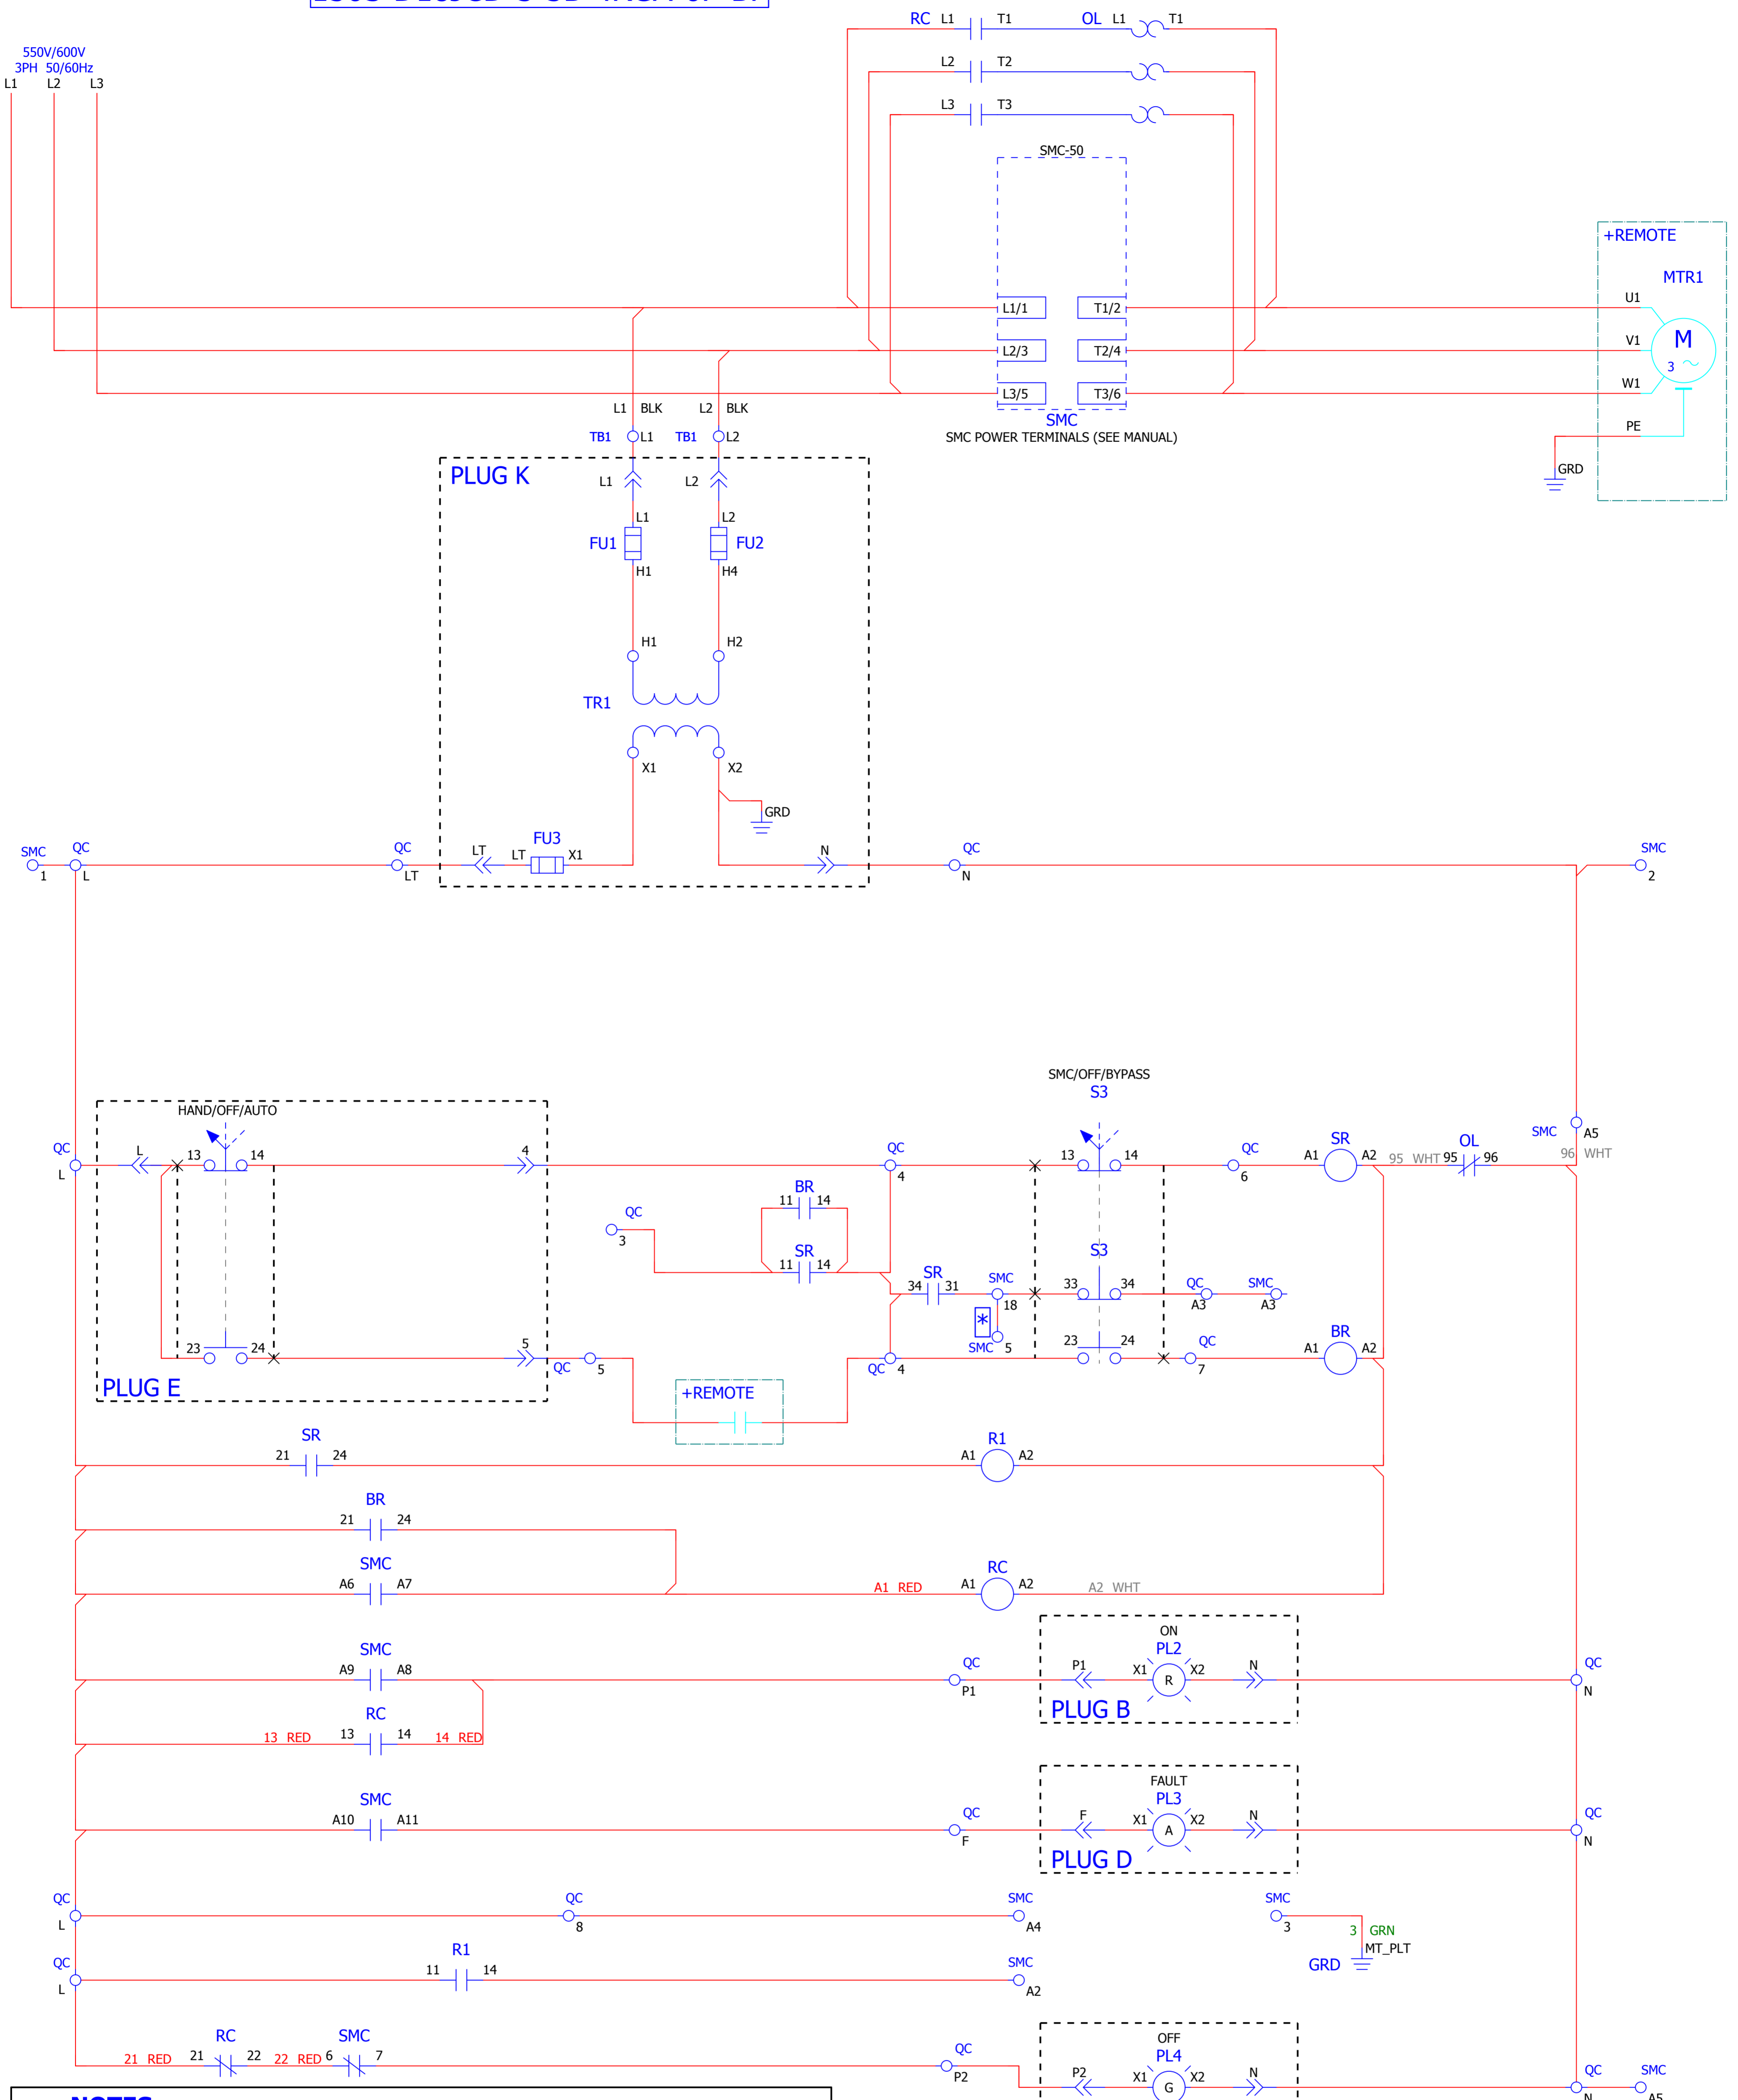 550V/600V
3PH 50/60Hz
L1 L2 L3
RC L1 T1 OL L1 T1
L2 T2
L3 T3
SMC-50
L1/1 T1/2
L2/3 T2/4
L3/5 T3/6
SMC
SMC POWER TERMINALS (SEE MANUAL)
+REMOTE
MTR1
U1
V1
W1
PE
M
3
GRD
L1 BLK L2 BLK
TB1 L1 TB1 L2
PLUG K
L1 L2
L1 L2
FU1 FU2
H1 H4
H1 H2
TR1
X1 X2
GRD
FU3
LT LT X1
N
SMC QC QC QC SMC
1 L LT N 2
HAND/OFF/AUTO
SMC/OFF/BYPASS
S3
QC L 13 14 4 QC 13 14 QC SR OL SMC A5
L 4 6 A1 A2 95 WHT 95 96 96 WHT
BR
11 14
QC
3
SR
11 14
S3
SR
34 31 SMC 33 34 QC SMC
18 A3 A3
*
SMC 5
23 24 5 QC 5 QC 4 23 24 QC 7 BR A1 A2
PLUG E
+REMOTE
SR R1
21 24 A1 A2
BR
21 24
SMC RC
A6 A7 A1 RED A1 A2 A2 WHT
ON
SMC QC PL2 QC
A9 A8 P1 P1 X1 R X2 N N
PLUG B
RC
13 RED 13 14 14 RED
FAULT
SMC QC PL3 QC
A10 A11 F F X1 A X2 N N
PLUG D
QC QC SMC SMC
L 8 A4 3
3 GRN
MT_PLT
GRD
QC R1 SMC
L 11 14 A2
OFF
RC SMC QC PL4 QC SMC
21 RED 21 22 22 RED 6 7 P2 P2 X1 G X2 N N A5